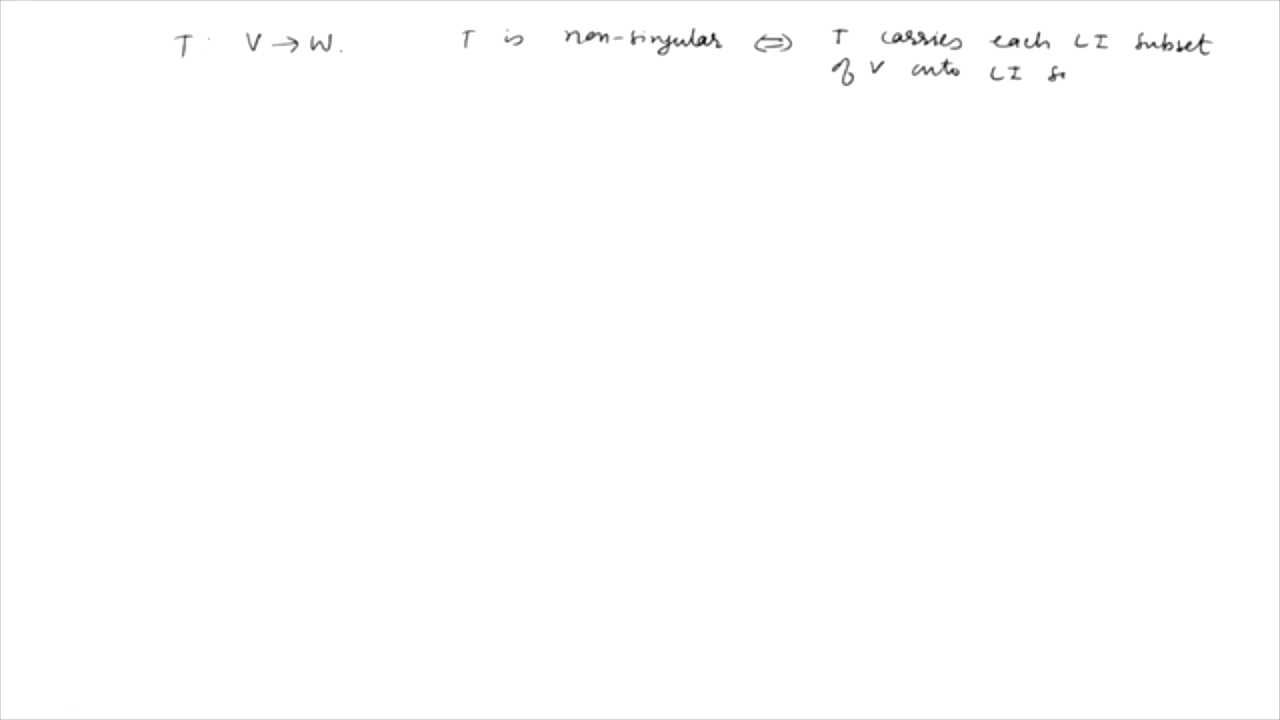 T : V → W. T is non-singular ⇔ T carries each LI subset
of V onto LI s